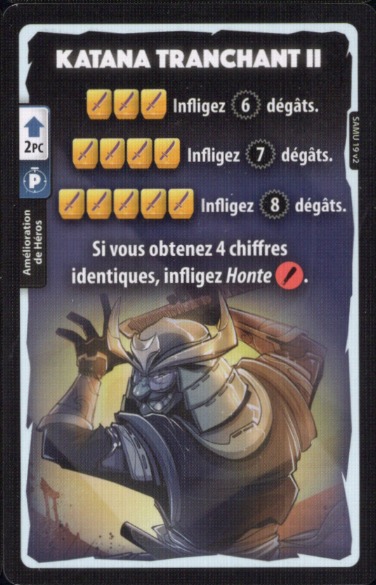 KATANA TRANCHANT II
Infligez 6 dégâts.
Infligez 7 dégâts.
Infligez 8 dégâts.
Si vous obtenez 4 chiffres
identiques, infligez Honte.
2PC
P
Amélioration
de Héros
SAMU 19 v2